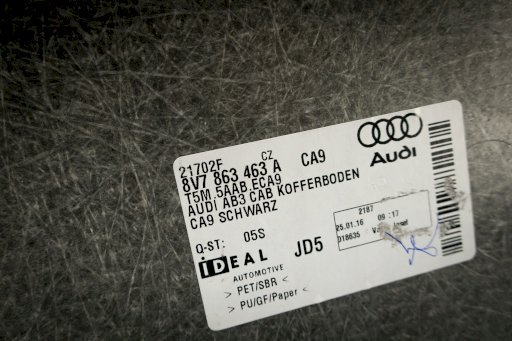 21702F CZ
8V7 863 463 A CA9
T5M,5AAB,ECA9
AUDI AB3 CAB KOFFERBODEN
CA9 SCHWARZ
Audi
2187
25.01.16 09:17
018635
Q-ST: 05S
IDEAL JD5
AUTOMOTIVE
> PET/SBR <
> PU/GF/Paper <